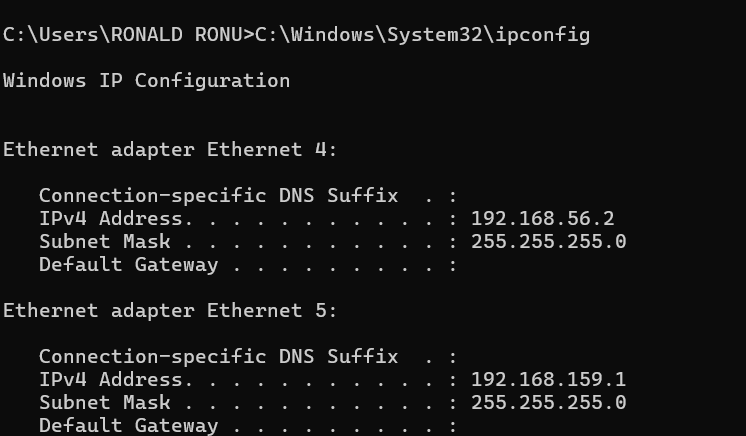 C:\Users\RONALD RONU>C:\Windows\System32\ipconfig
Windows IP Configuration
Ethernet adapter Ethernet 4:
Connection-specific DNS Suffix  . :
IPv4 Address. . . . . . . . . . . : 192.168.56.2
Subnet Mask . . . . . . . . . . . : 255.255.255.0
Default Gateway . . . . . . . . . :
Ethernet adapter Ethernet 5:
Connection-specific DNS Suffix  . :
IPv4 Address. . . . . . . . . . . : 192.168.159.1
Subnet Mask . . . . . . . . . . . : 255.255.255.0
Default Gateway . . . . . . . . . :